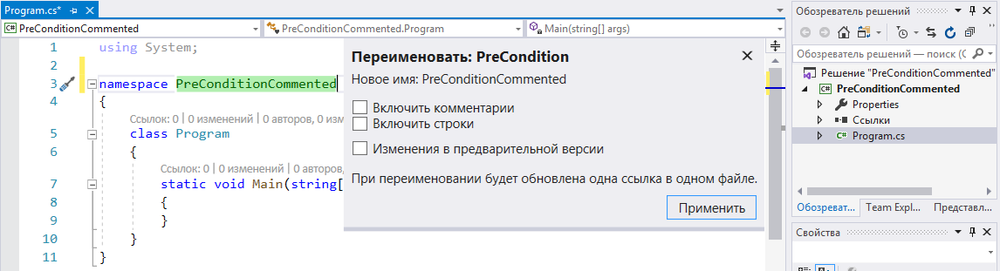 Program.cs*
PreConditionCommented
PreConditionCommented.Program
Main(string[] args)
1 using System;
2
3 namespace PreConditionCommented
4 {
Ссылок: 0 | 0 изменений | 0 авторов, 0 изм
5 class Program
6 {
Ссылок: 0 | 0 изменений | 0 авторов,
7 static void Main(string[
8 {
9 }
10 }
11 }
Переименовать: PreCondition
Новое имя: PreConditionCommented
Включить комментарии
Включить строки
Изменения в предварительной версии
При переименовании будет обновлена одна ссылка в одном файле.
Применить
Обозреватель решений
Обозреватель решений — поиск (C
Решение "PreConditionCommented"
C# PreConditionCommented
Properties
Ссылки
C# Program.cs
Обозреват...
Team Expl...
Представл...
Свойства